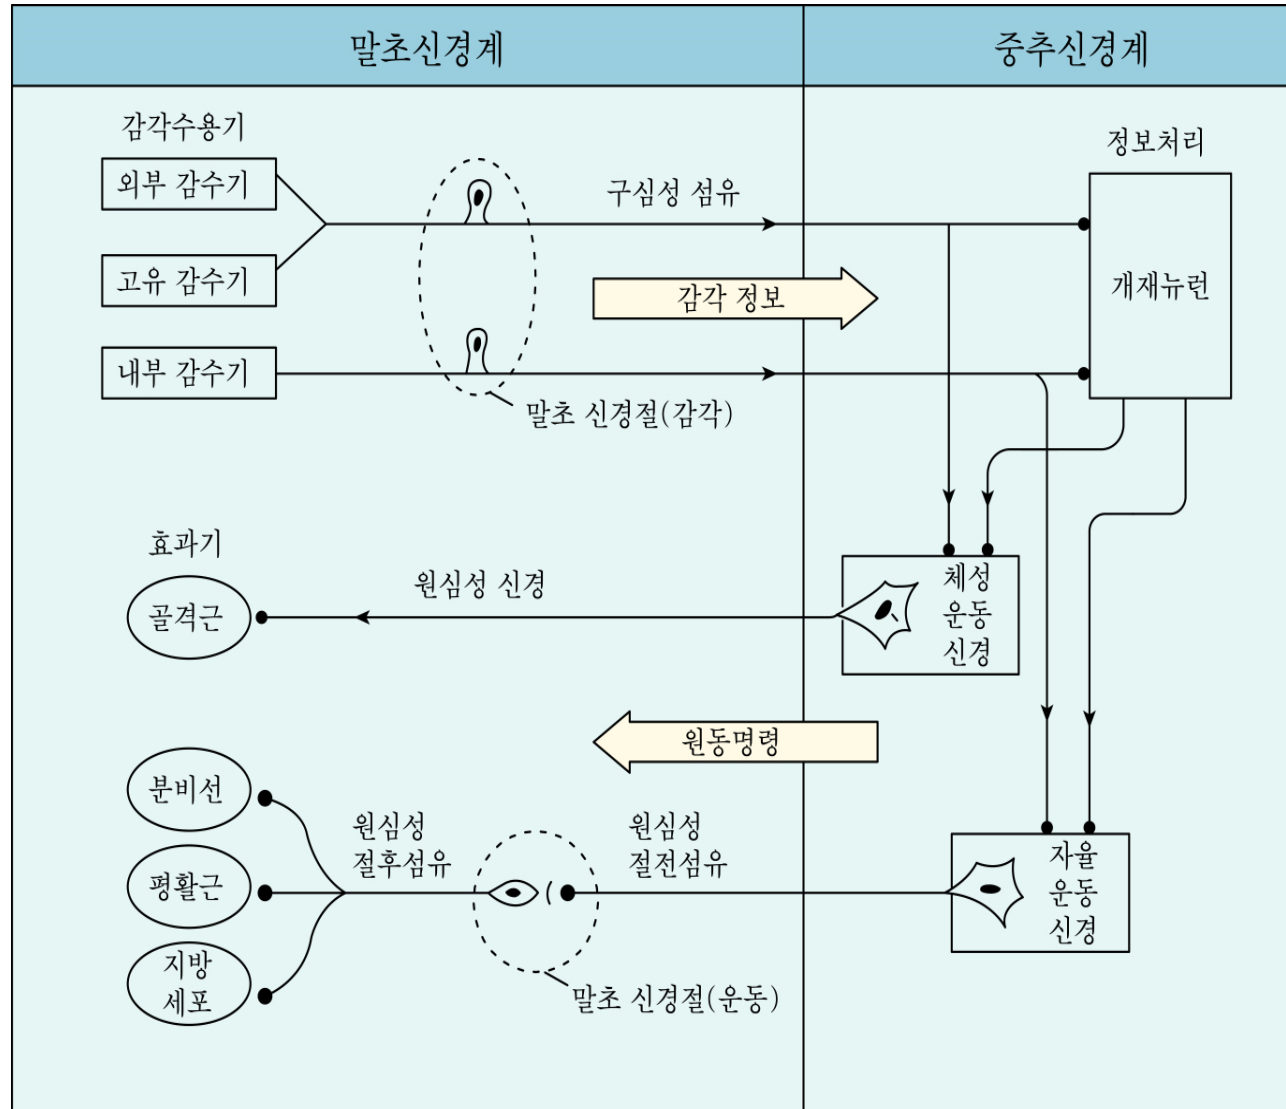 말초신경계
중추신경계
감각수용기
외부 감수기
고유 감수기
내부 감수기
구심성 섬유
감각 정보
말초 신경절(감각)
정보처리
개재뉴런
효과기
골격근
원심성 신경
체성
운동
신경
원동명령
분비선
평활근
지방
세포
원심성
절후섬유
원심성
절전섬유
말초 신경절(운동)
자율
운동
신경